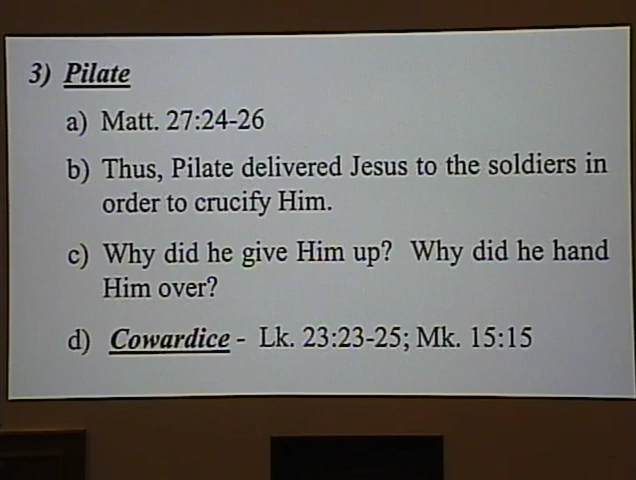 3) Pilate
a) Matt. 27:24-26
b) Thus, Pilate delivered Jesus to the soldiers in
order to crucify Him.
c) Why did he give Him up? Why did he hand
Him over?
d) Cowardice - Lk. 23:23-25; Mk. 15:15